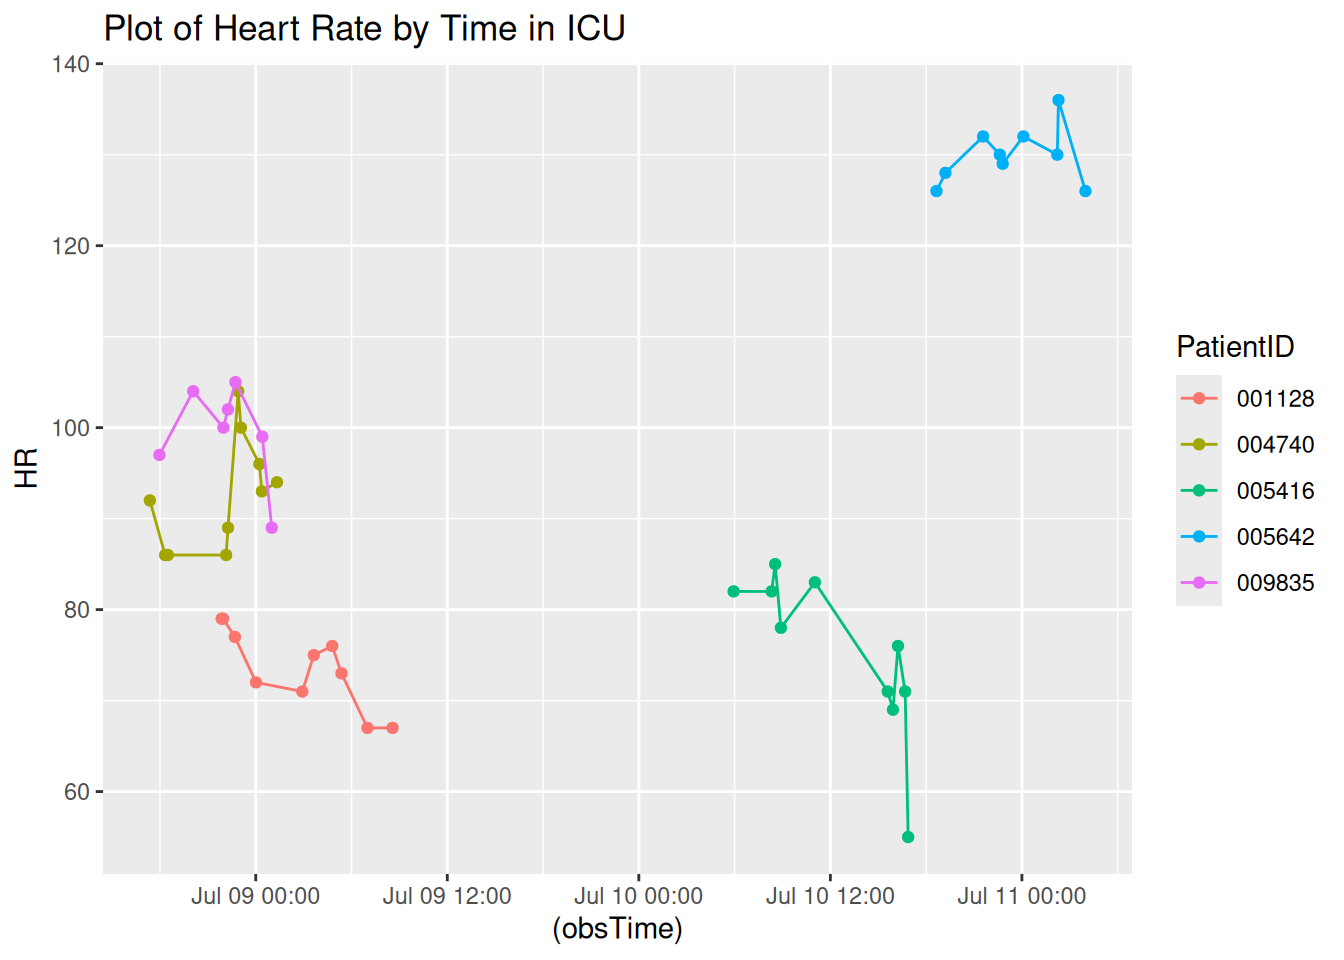 Plot of Heart Rate by Time in ICU
140
120
100
80
60
HR
Jul 09 00:00
Jul 09 12:00
Jul 10 00:00
Jul 10 12:00
Jul 11 00:00
(obsTime)
PatientID
001128
004740
005416
005642
009835